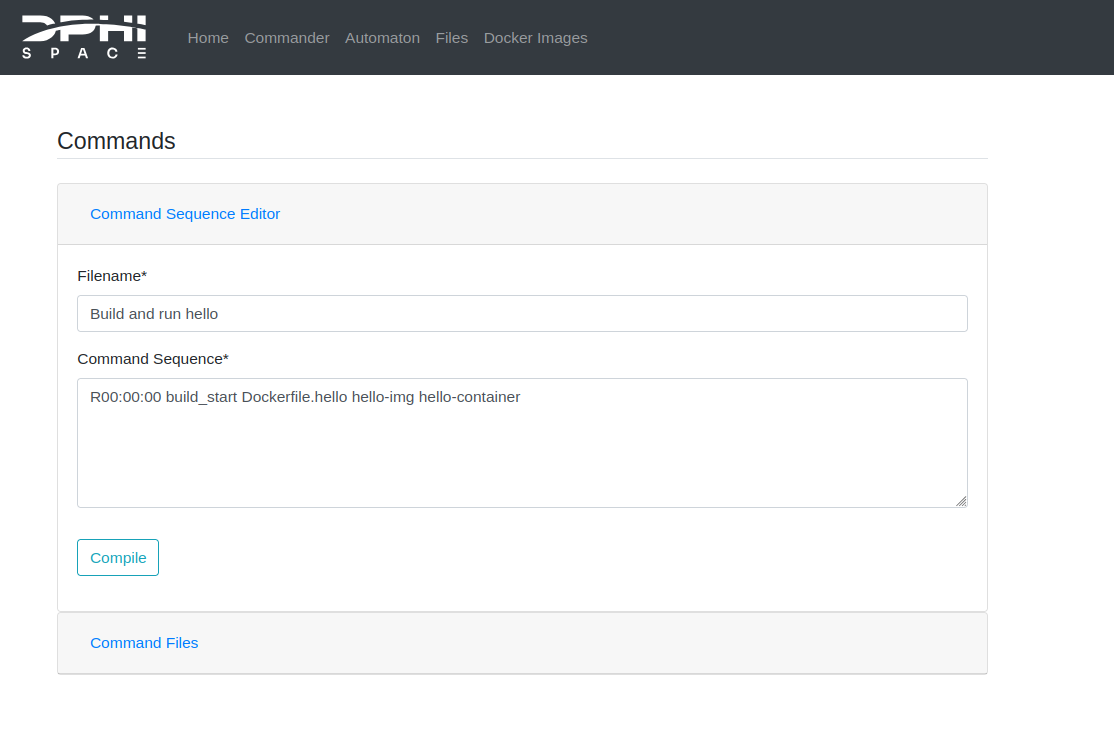 DPHI
SPACE
Home Commander Automaton Files Docker Images
Commands
Command Sequence Editor
Filename*
Build and run hello
Command Sequence*
R00:00:00 build_start Dockerfile.hello hello-img hello-container
Compile
Command Files